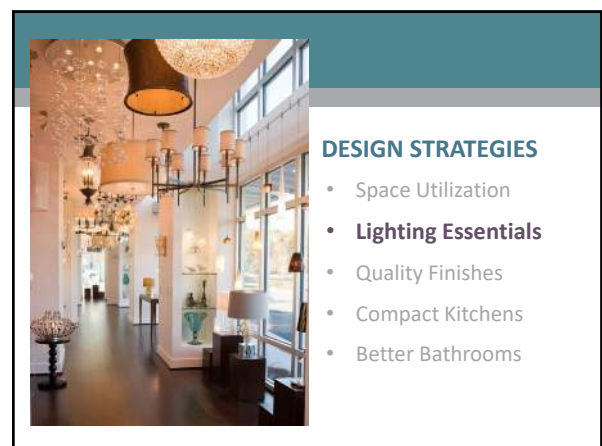 DESIGN STRATEGIES
• Space Utilization
• Lighting Essentials
• Quality Finishes
• Compact Kitchens
• Better Bathrooms